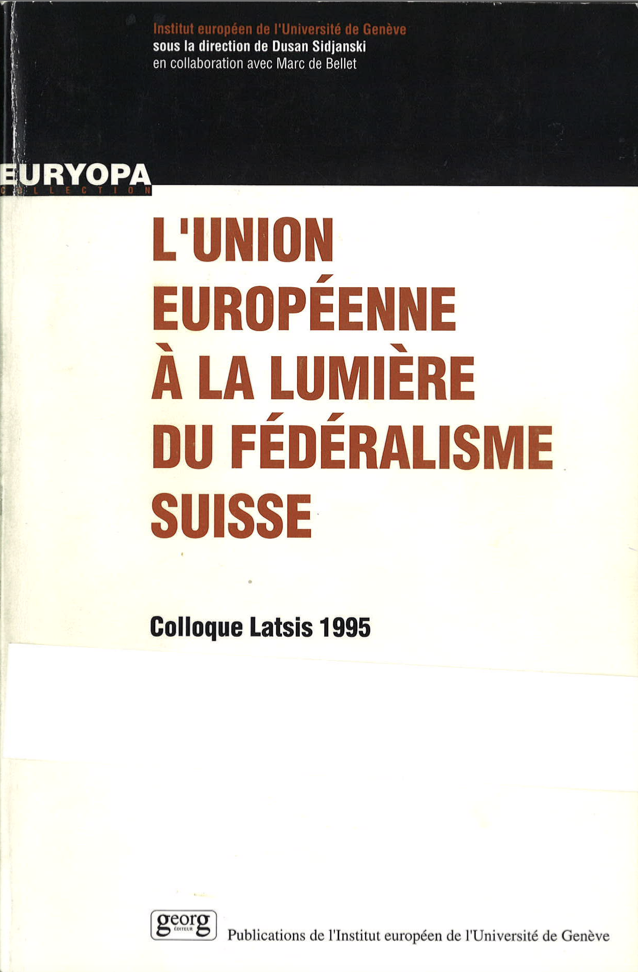 Institut européen de l'Université de Genève
sous la direction de Dusan Sidjanski
en collaboration avec Marc de Bellet
EURYOPA
COLLECTION
L'UNION
EUROPÉENNE
À LA LUMIÈRE
DU FÉDÉRALISME
SUISSE
Colloque Latsis 1995
georg
EDITEUR
Publications de l'Institut européen de l'Université de Genève